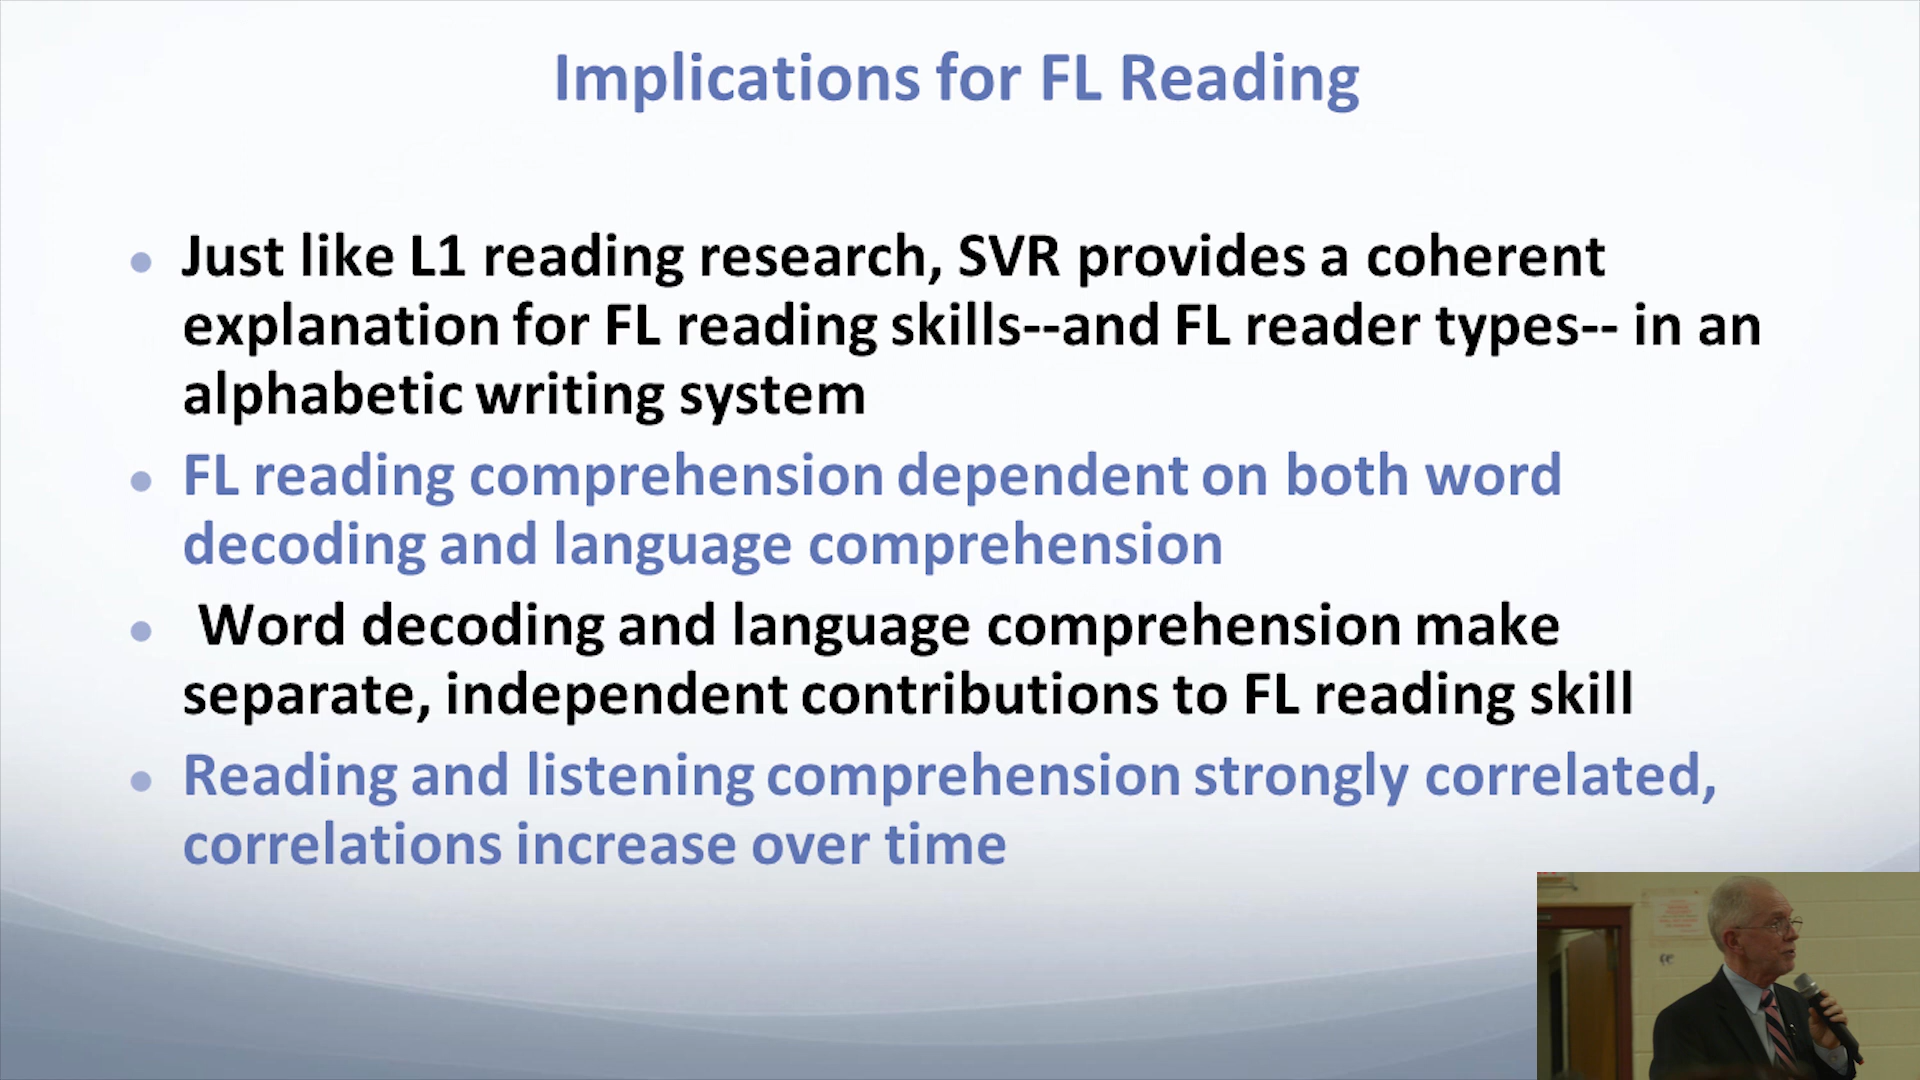 Implications for FL Reading
Just like L1 reading research, SVR provides a coherent
explanation for FL reading skills--and FL reader types-- in an
alphabetic writing system
FL reading comprehension dependent on both word
decoding and language comprehension
Word decoding and language comprehension make
separate, independent contributions to FL reading skill
Reading and listening comprehension strongly correlated,
correlations increase over time